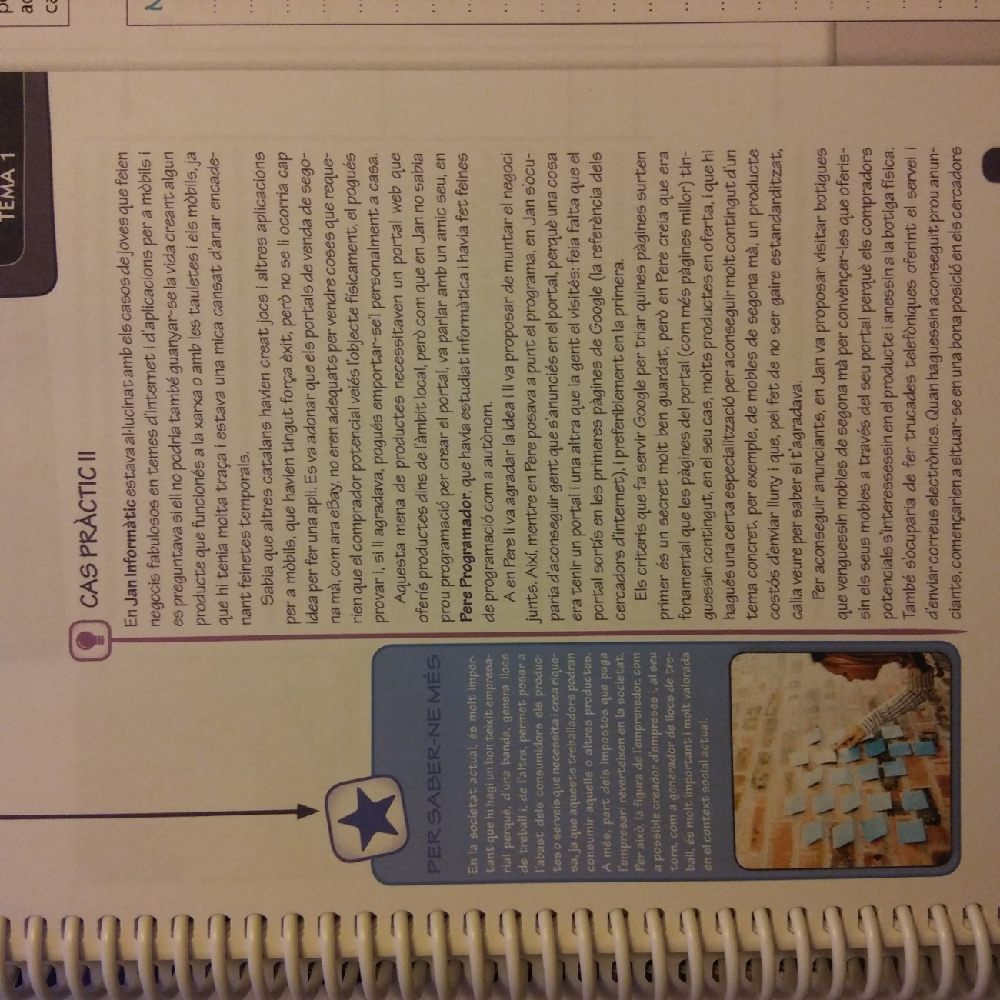 TEMA 1
CAS PRÀCTIC II
En Jan Informàtic estava al·lucinat amb els casos de joves que feien
negocis fabulosos en temes d'internet i d'aplicacions per a mòbils i
es preguntava si ell no podria també guanyar-se la vida creant algun
producte que funcionés a la xarxa o amb les tauletes i els mòbils, ja
que hi tenia molta traça i estava una mica cansat d'anar encade-
nant feinetes temporals.
Sabia que altres catalans havien creat jocs i altres aplicacions
per a mòbils, que havien tingut força èxit, però no se li ocorria cap
idea per fer una apli. Es va adonar que els portals de venda de sego-
na mà, com ara eBay, no eren adequats per vendre coses que reque-
rien que el comprador potencial veiés l'objecte físicament, el pogués
provar i, si li agradava, pogués emportar-se'l personalment a casa.
Aquesta mena de productes necessitaven un portal web que
oferís productes dins de l'àmbit local, però com que en Jan no sabia
prou programació per crear el portal, va parlar amb un amic seu, en
Pere Programador, que havia estudiat informàtica i havia fet feines
de programació com a autònom.
A en Pere li va agradar la idea i li va proposar de muntar el negoci
junts. Així, mentre en Pere posava a punt el programa, en Jan s'ocu-
paria d'aconseguir gent que s'anunciés en el portal, perquè una cosa
era tenir un portal i una altra que la gent el visités: feia falta que el
portal sortís en les primeres pàgines de Google (la referència dels
cercadors d'internet), i preferiblement en la primera.
Els criteris que fa servir Google per triar quines pàgines surten
primer és un secret molt ben guardat, però en Pere creia que era
fonamental que les pàgines del portal (com més pàgines millor) tin-
guessin contingut, en el seu cas, molts productes en oferta, i que hi
hagués una certa especialització per aconseguir molt contingut d'un
tema concret, per exemple, de mobles de segona mà, un producte
costós d'enviar lluny i que, pel fet de no ser gaire estandarditzat,
calia veure per saber si t'agradava.
Per aconseguir anunciants, en Jan va proposar visitar botigues
que venguessin mobles de segona mà per convènçer-les que oferis-
sin els seus mobles a través del seu portal perquè els compradors
potencials s'interessessin en el producte i anessin a la botiga física.
També s'ocuparia de fer trucades telefòniques oferint el servei i
d'enviar correus electrònics. Quan haguessin aconseguit prou anun-
ciants, començarien a situar-se en una bona posició en els cercadors
PER SABER-NE MÉS
En la societat actual, és molt impor-
tant que hi hagi un bon teixit empresa-
rial perquè, d'una banda, genera llocs
de treball i, de l'altra, permet posar a
l'abast dels consumidors els produc-
tes o serveis que necessita i crea rique-
sa, ja que aquests treballadors podran
consumir aquells o altres productes.
A més, part dels impostos que paga
l'empresari reverteixen en la societat.
Per això, la figura de l'emprenedor, com
a possible creador d'empreses i, al seu
torn, com a generador de llocs de tre-
ball, és molt important i molt valorada
en el context social actual.